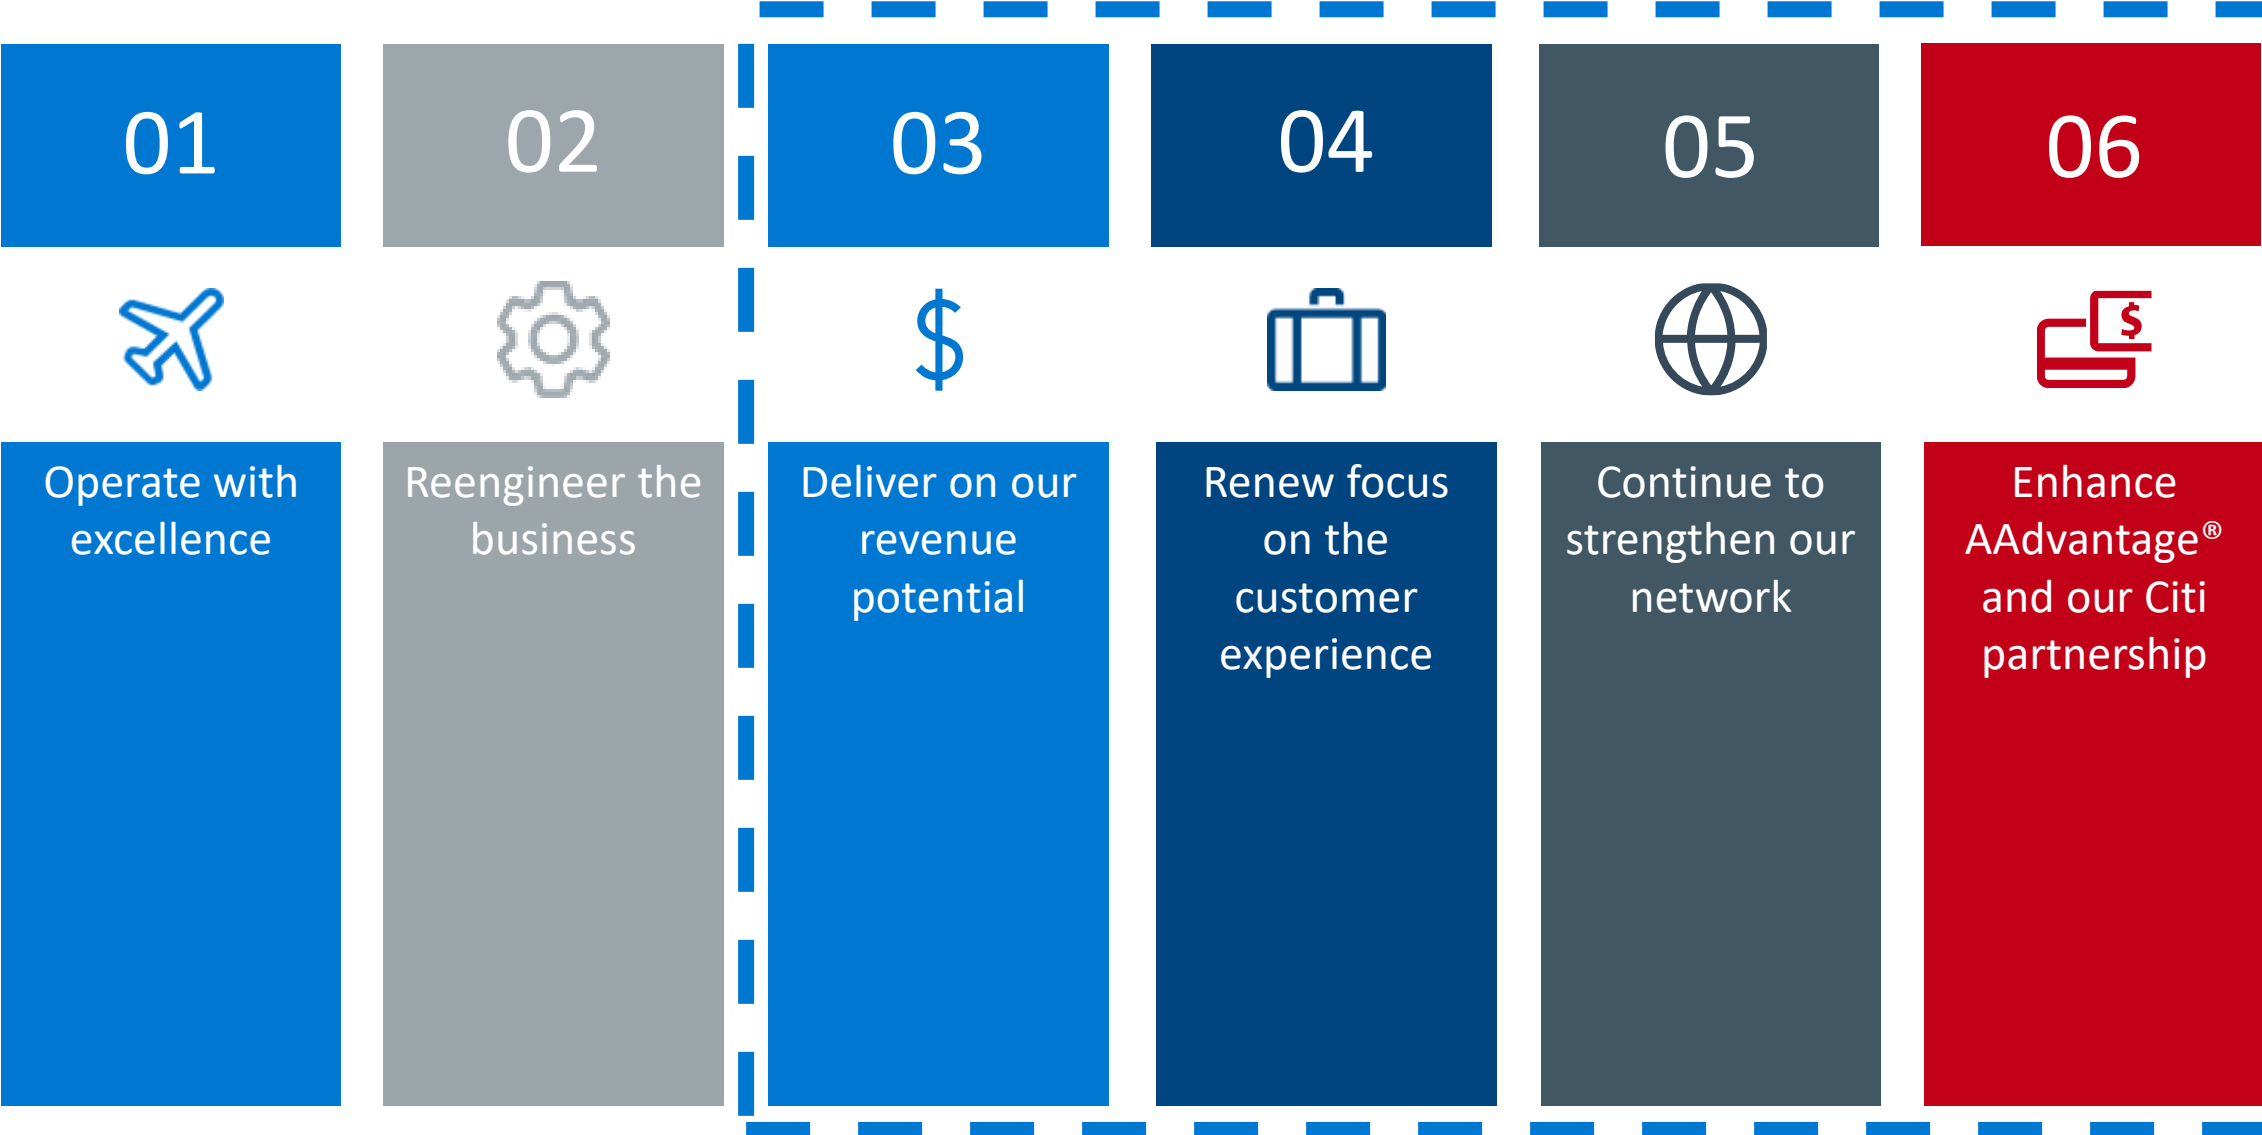 01
02
03
04
05
06
$
$
Operate with
excellence
Reengineer the
business
Deliver on our
revenue
potential
Renew focus
on the
customer
experience
Continue to
strengthen our
network
Enhance
AAdvantage®
and our Citi
partnership